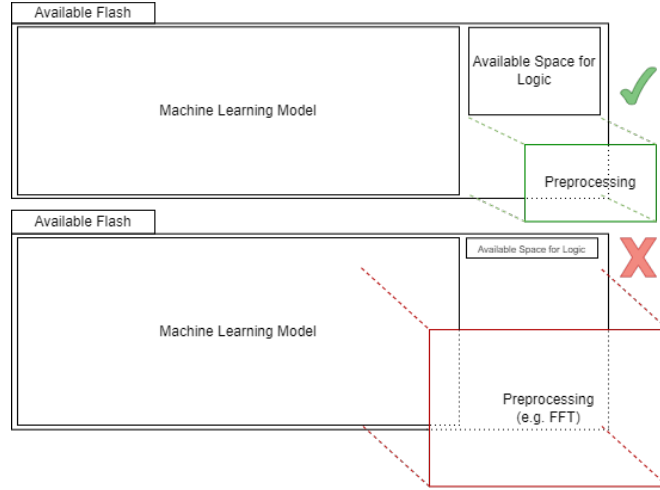 Available Flash
Available Space for
Logic
Machine Learning Model
Preprocessing
Available Flash
Available Space for Logic
Machine Learning Model
Preprocessing
(e.g. FFT)